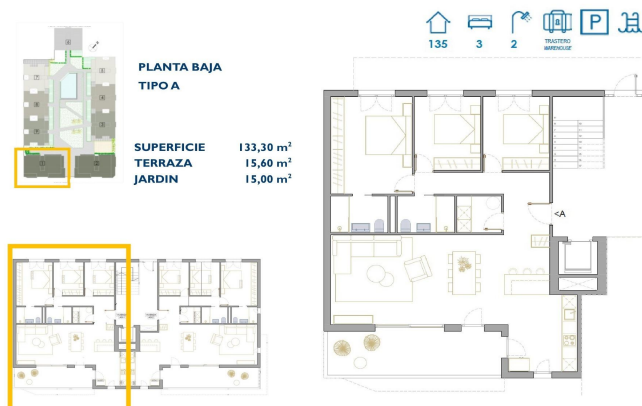 135
3
2
TRASTERO
WAREHOUSE
P
PLANTA BAJA
TIPO A
SUPERFICIE 133,30 m²
TERRAZA 15,60 m²
JARDIN 15,00 m²
<A